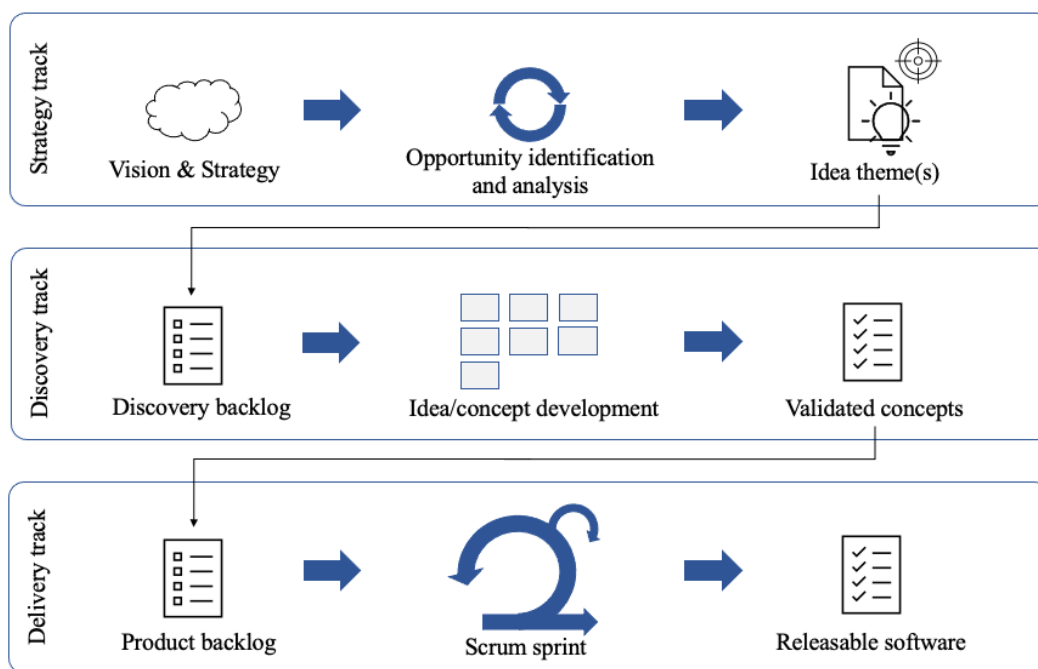 Strategy track
Vision & Strategy
Opportunity identification
and analysis
Idea theme(s)
Discovery track
Discovery backlog
Idea/concept development
Validated concepts
Delivery track
Product backlog
Scrum sprint
Releasable software